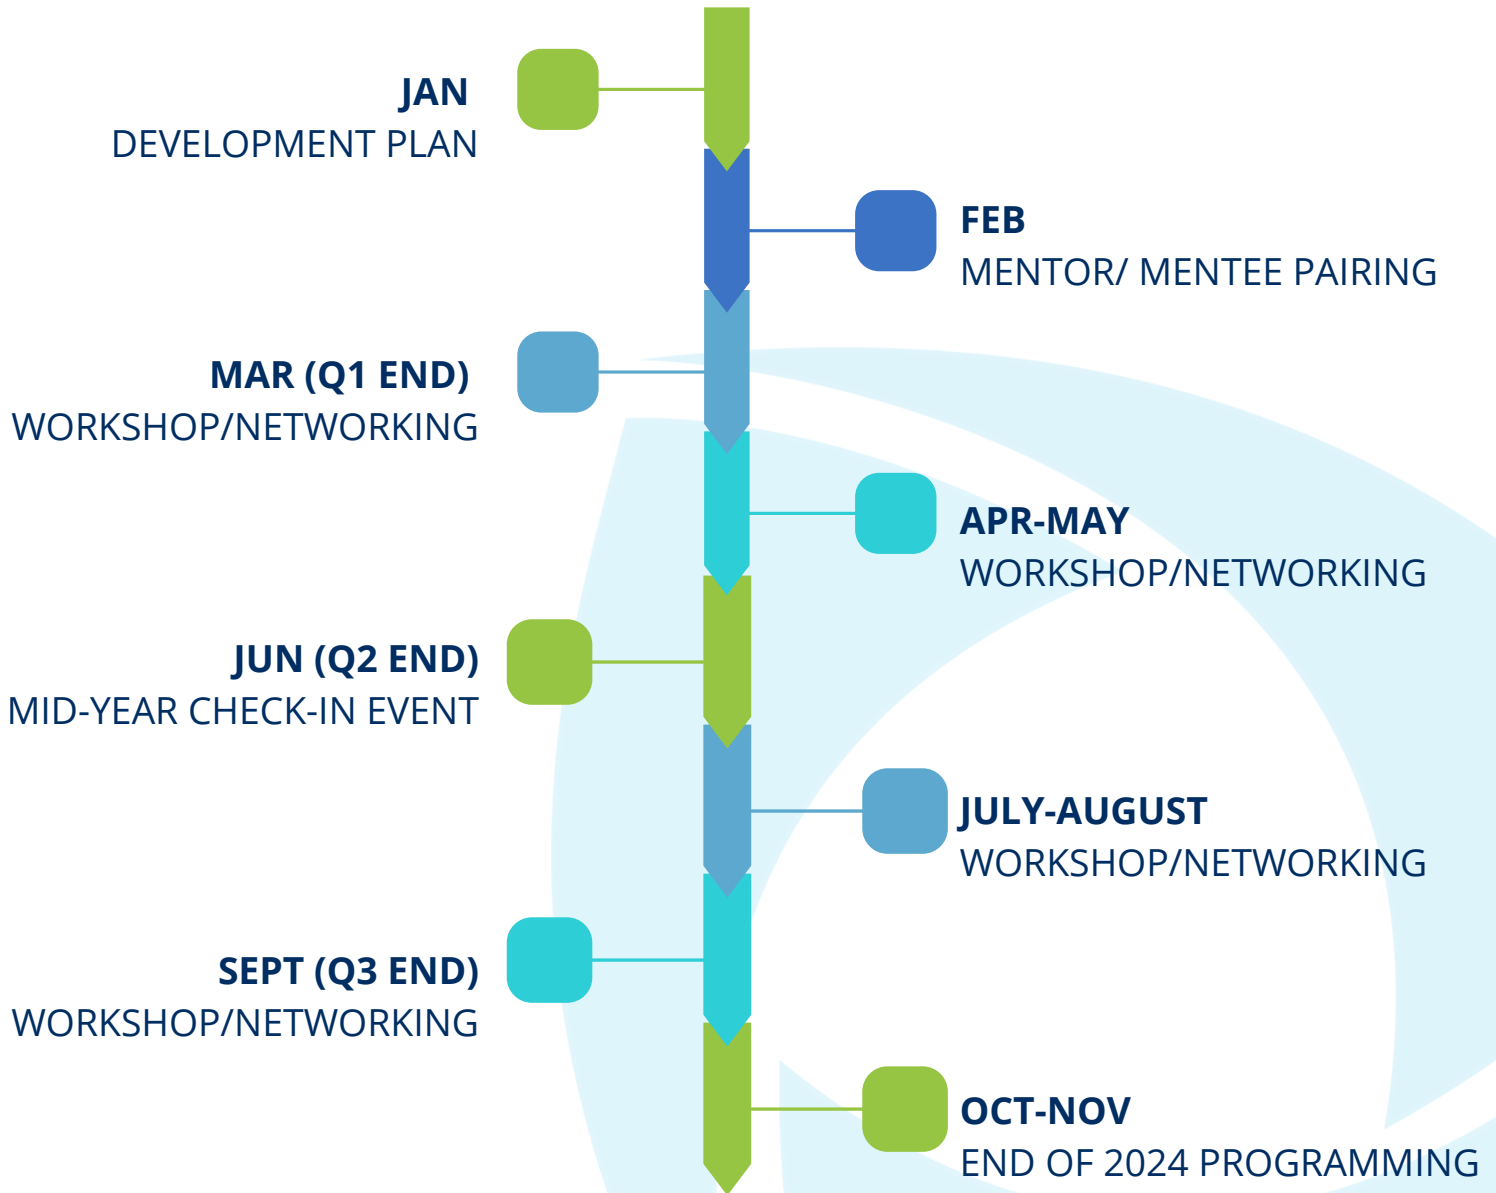 JAN
DEVELOPMENT PLAN
FEB
MENTOR/ MENTEE PAIRING
MAR (Q1 END)
WORKSHOP/NETWORKING
APR-MAY
WORKSHOP/NETWORKING
JUN (Q2 END)
MID-YEAR CHECK-IN EVENT
JULY-AUGUST
WORKSHOP/NETWORKING
SEPT (Q3 END)
WORKSHOP/NETWORKING
OCT-NOV
END OF 2024 PROGRAMMING